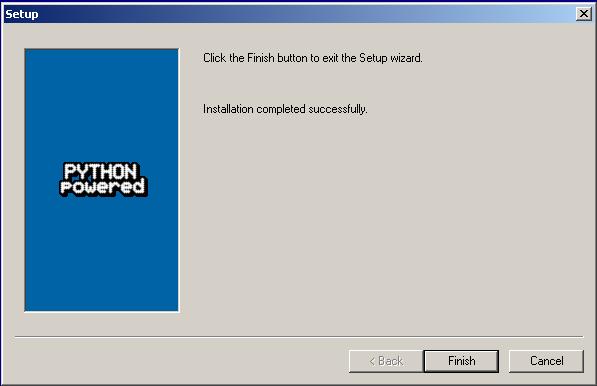 Setup
Click the Finish button to exit the Setup wizard.
Installation completed successfully.
PYTHON
powered
< Back
Finish
Cancel